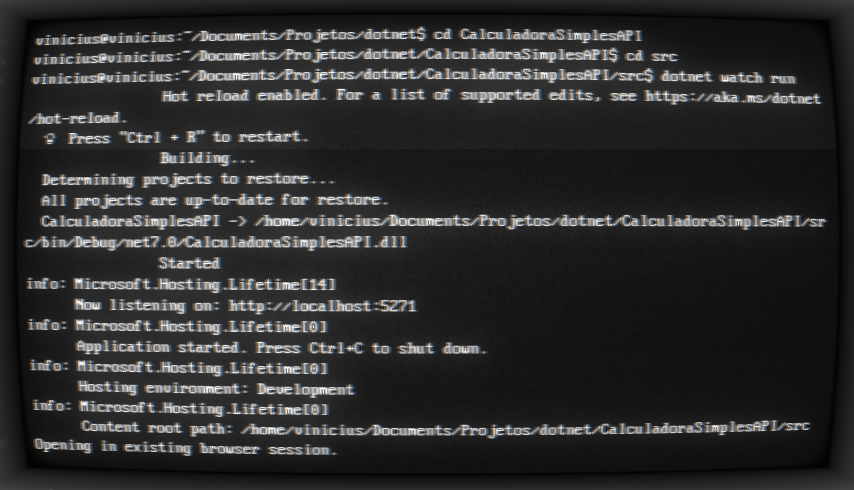 vinicius@vinicius:~/Documents/Projetos/dotnet$ cd CalculadoraSimplesAPI
vinicius@vinicius:~/Documents/Projetos/dotnet/CalculadoraSimplesAPI$ cd src
vinicius@vinicius:~/Documents/Projetos/dotnet/CalculadoraSimplesAPI/src$ dotnet watch run
Hot reload enabled. For a list of supported edits, see https://aka.ms/dotnet
/hot-reload.
Press "Ctrl + R" to restart.
Building...
Determining projects to restore...
All projects are up-to-date for restore.
CalculadoraSimplesAPI -> /home/vinicius/Documents/Projetos/dotnet/CalculadoraSimplesAPI/sr
c/bin/Debug/net7.0/CalculadoraSimplesAPI.dll
Started
info: Microsoft.Hosting.Lifetime[14]
Now listening on: http://localhost:5271
info: Microsoft.Hosting.Lifetime[0]
Application started. Press Ctrl+C to shut down.
info: Microsoft.Hosting.Lifetime[0]
Hosting environment: Development
info: Microsoft.Hosting.Lifetime[0]
Content root path: /home/vinicius/Documents/Projetos/dotnet/CalculadoraSimplesAPI/src
Opening in existing browser session.